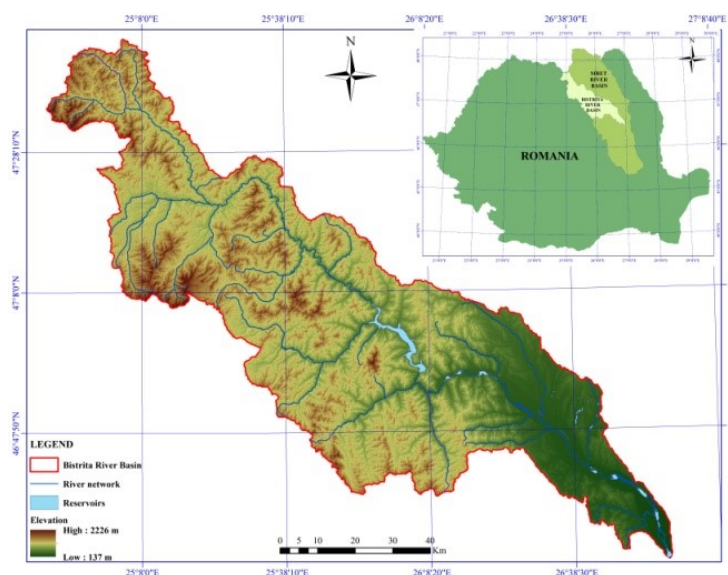 25°8'0"E 25°38'10"E 26°8'20"E 26°38'30"E 27°8'40"E
N
N
SIRET
RIVER
BASIN
BISTRITA
RIVER
BASIN
ROMANIA
47°28'10"N
47°8'0"N
46°47'50"N
LEGEND
Bistrita River Basin
River network
Reservoirs
Elevation
High : 2226 m
Low : 137 m
0 5 10 20 30 40
Km
25°8'0"E 25°38'10"E 26°8'20"E 26°38'30"E